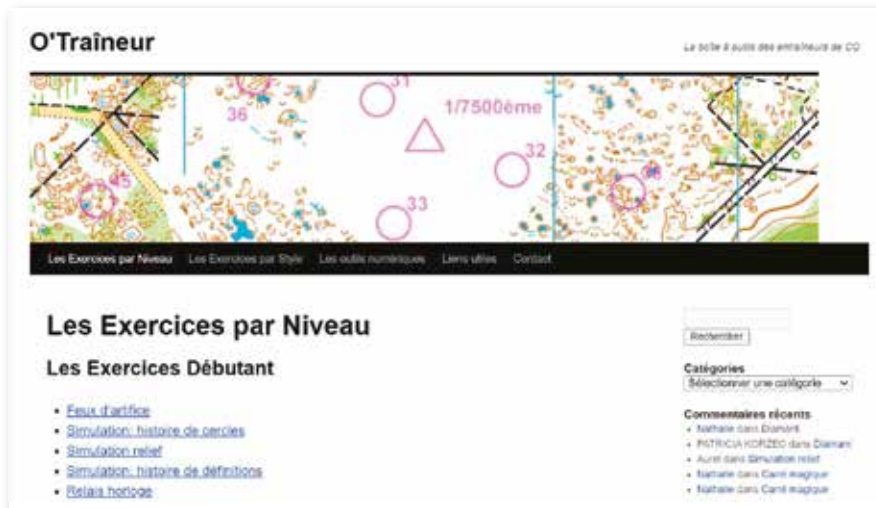 O'Traîneur
La boîte à outils des entraîneurs de CO
31
36
1/7500ème
32
45
33
Les Exercices par Niveau Les Exercices par Style Les outils numériques Liens utiles Contact
Les Exercices par Niveau
Les Exercices Débutant
Feux d'artifice
Simulation: histoire de cercles
Simulation relief
Simulation: histoire de définitions
Relais horloge
Rechercher
Catégories
Sélectionner une catégorie
Commentaires récents
Nathalie dans Diamant
PATRICIA KORZEC dans Diamant
Aurel dans Simulation relief
Nathalie dans Carré magique
Nathalie dans Carré magique